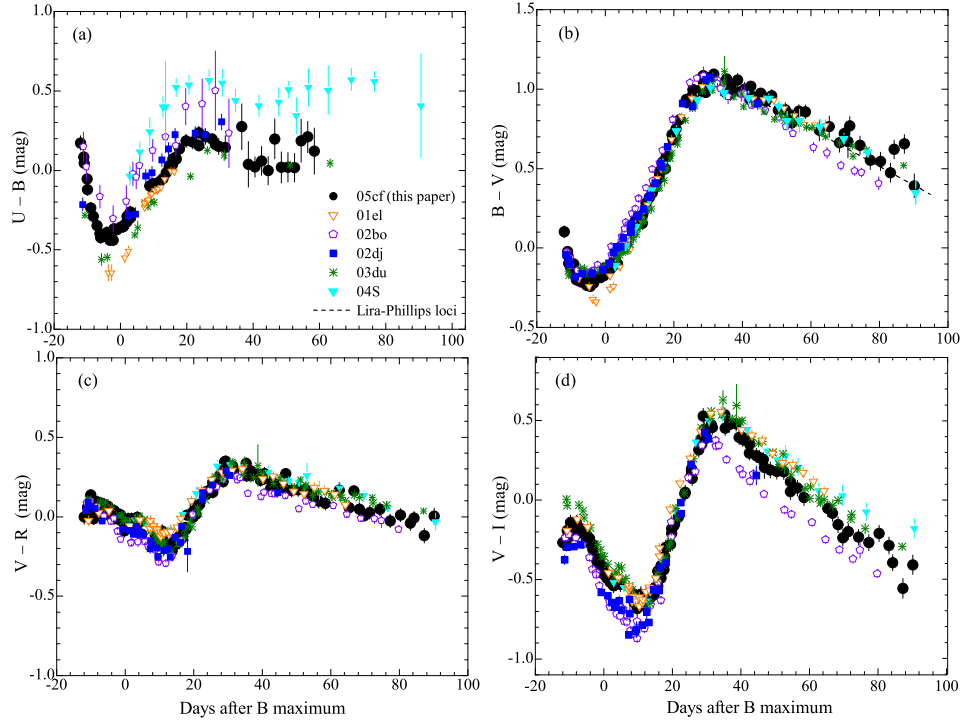 (a)
1.0
0.5
0.0
-0.5
-1.0
U − B (mag)
-20 0 20 40 60 80 100
05cf (this paper)
01el
02bo
02dj
03du
04S
Lira-Phillips loci
(b)
1.5
1.0
0.5
0.0
-0.5
B − V (mag)
-20 0 20 40 60 80 100
(c)
1.0
0.5
0.0
-0.5
-1.0
V − R (mag)
-20 0 20 40 60 80 100
Days after B maximum
(d)
1.0
0.5
0.0
-0.5
-1.0
V − I (mag)
-20 0 20 40 60 80 100
Days after B maximum